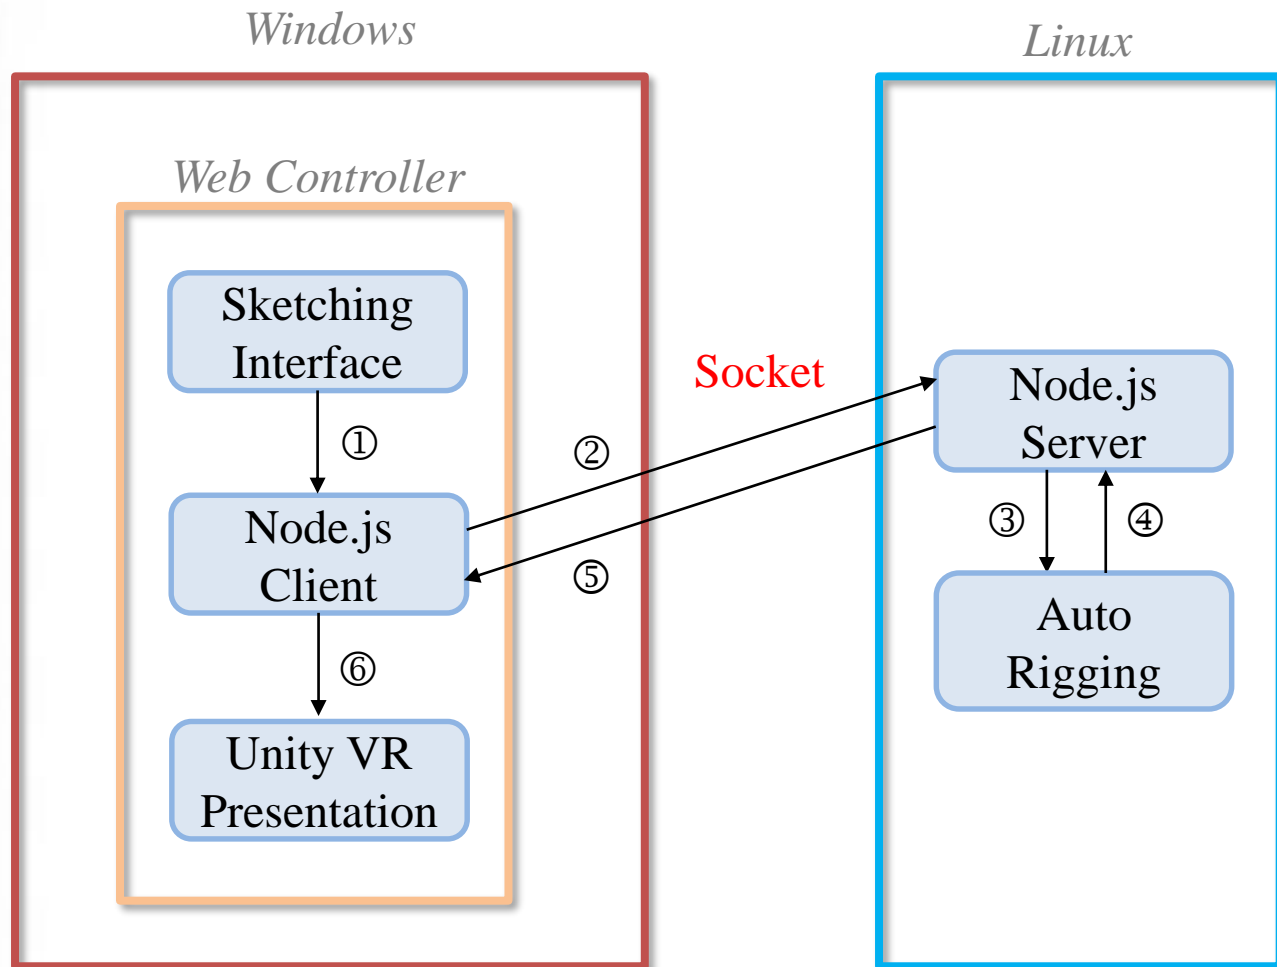 Windows
Linux
Web Controller
Sketching
Interface
①
Node.js
Client
⑥
Unity VR
Presentation
Socket
②
⑤
Node.js
Server
③
④
Auto
Rigging